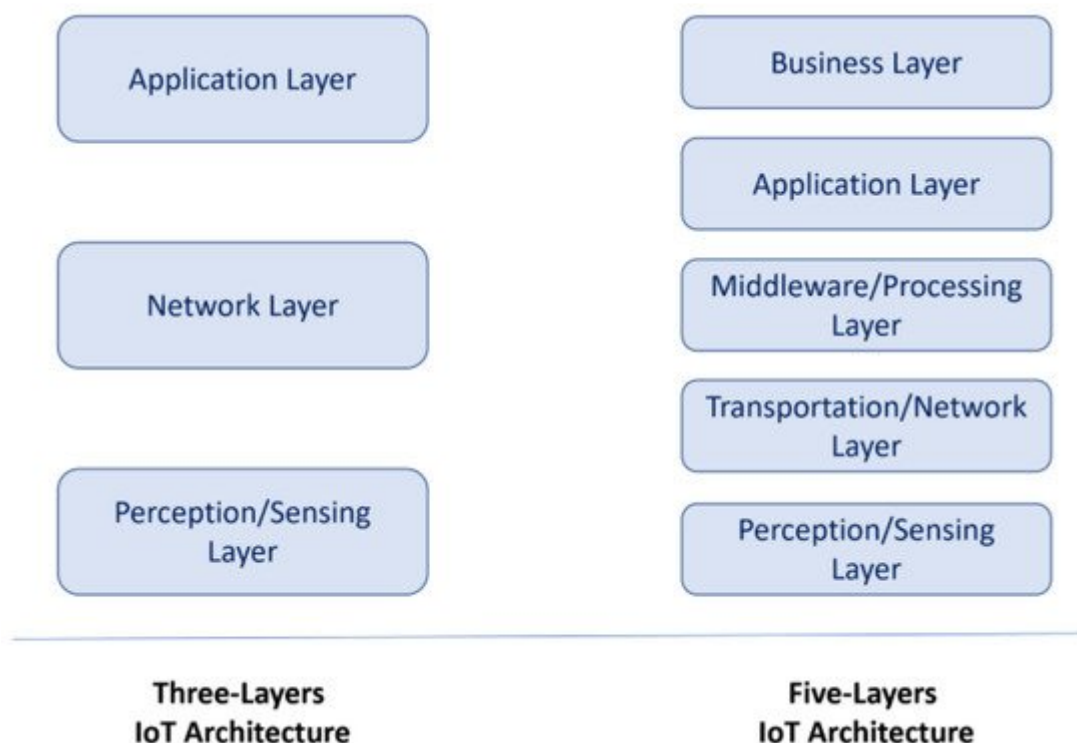 Application Layer
Network Layer
Perception/Sensing
Layer
Three-Layers
IoT Architecture
Business Layer
Application Layer
Middleware/Processing
Layer
Transportation/Network
Layer
Perception/Sensing
Layer
Five-Layers
IoT Architecture